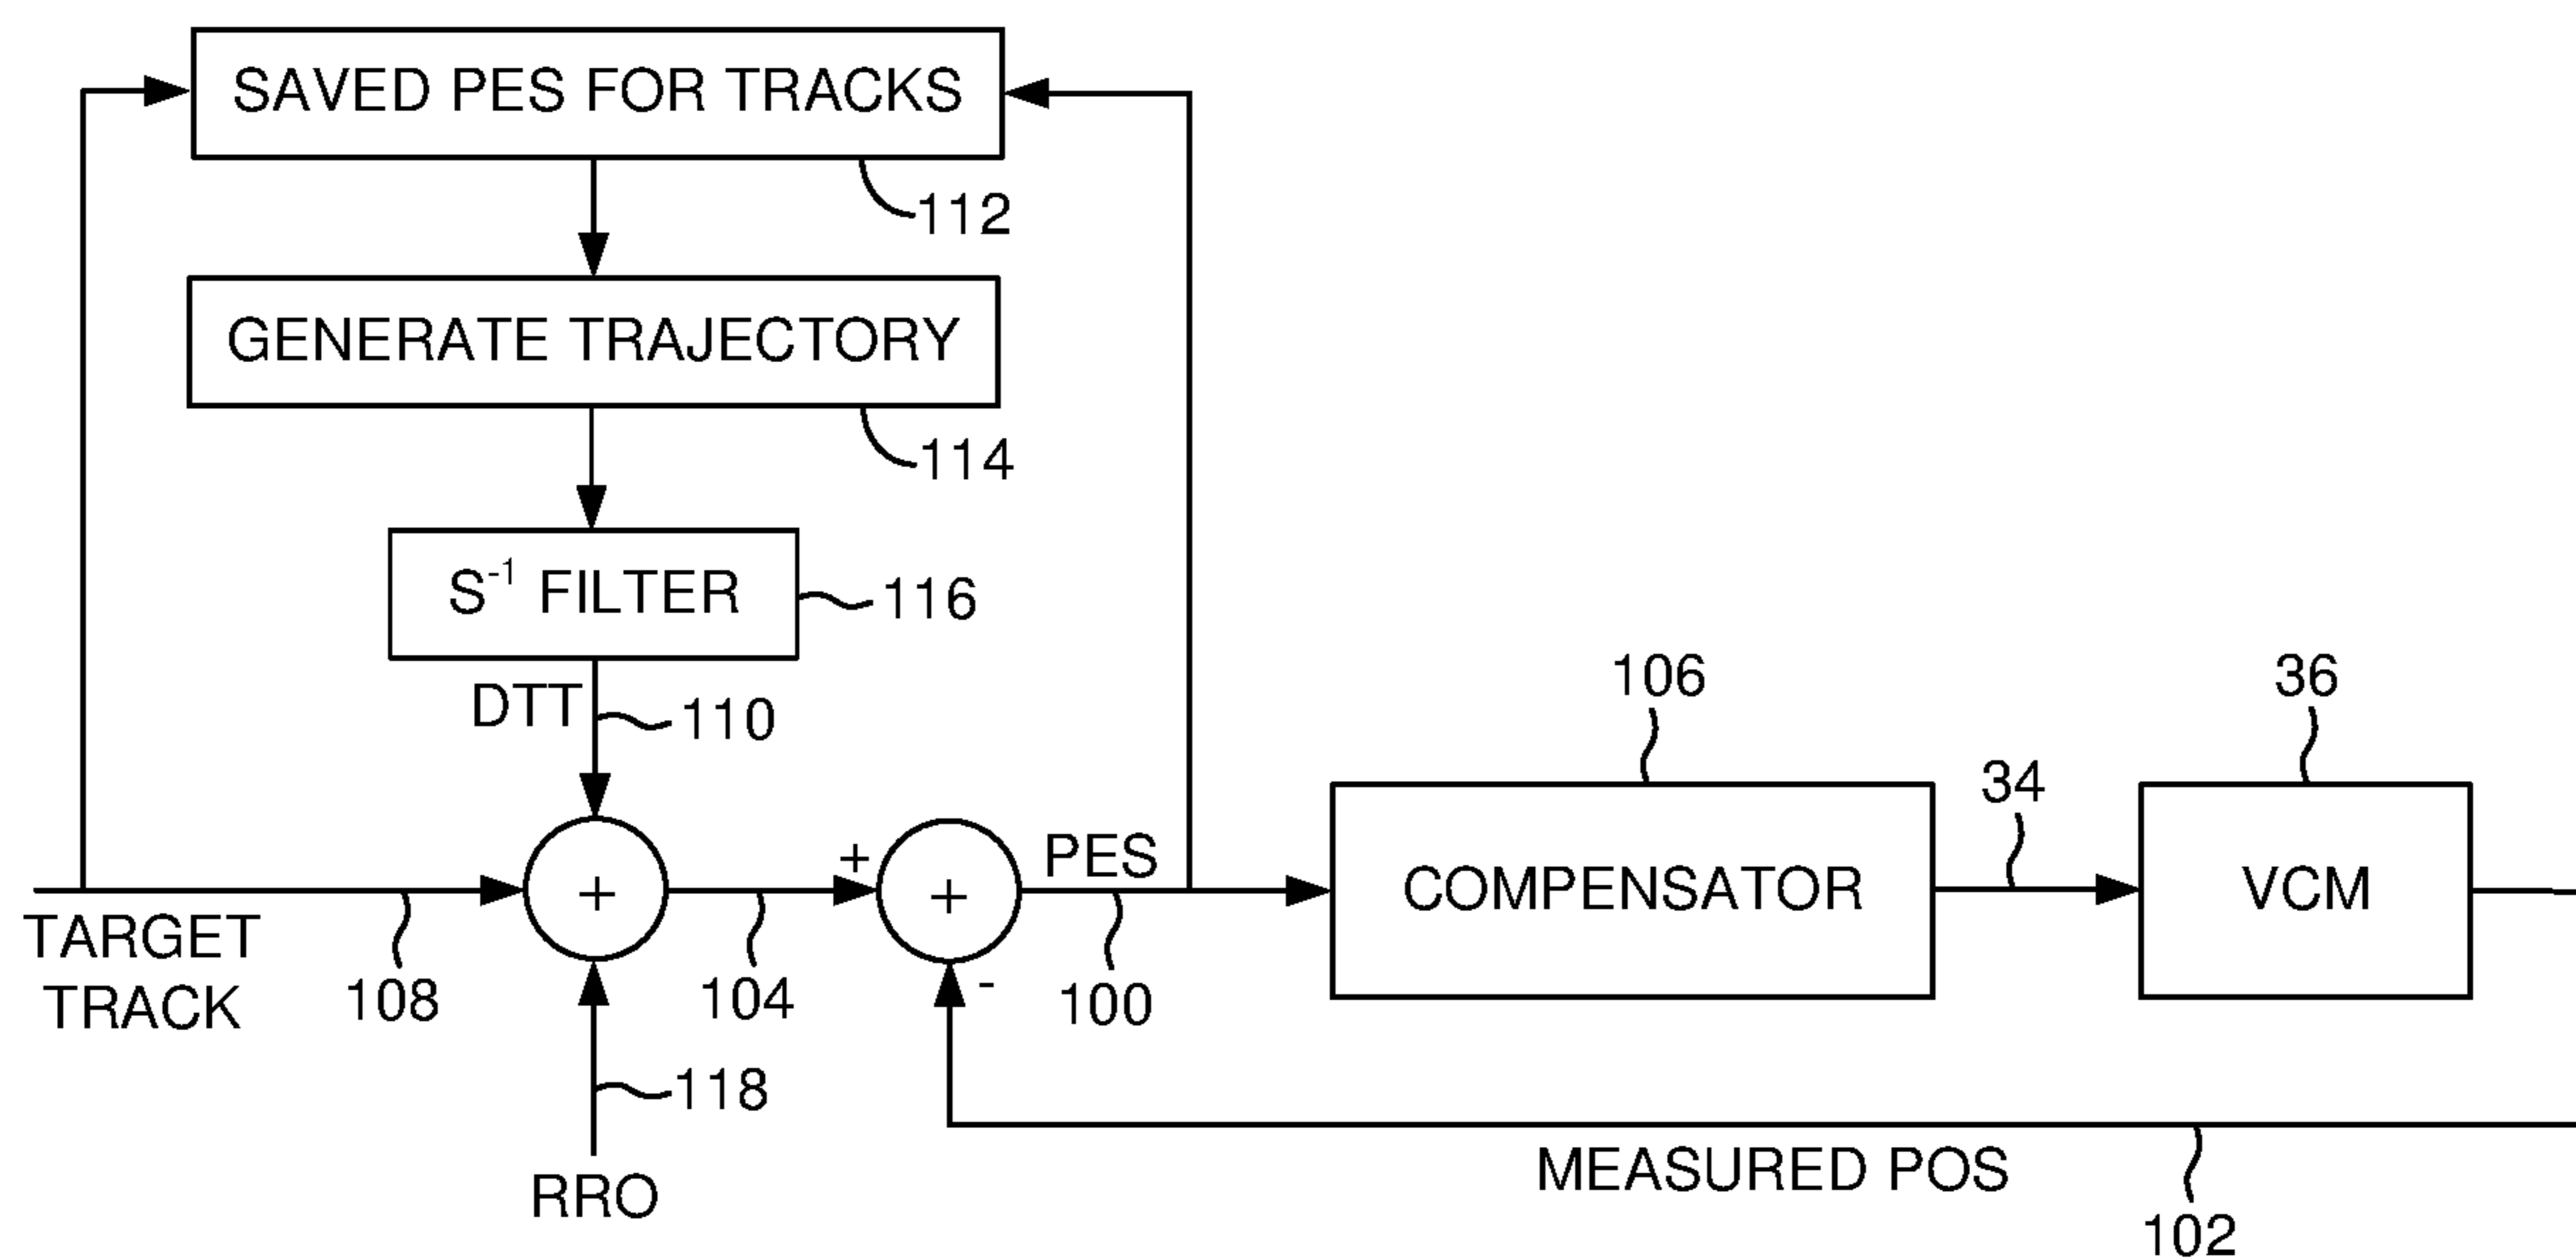 SAVED PES FOR TRACKS
112
GENERATE TRAJECTORY
114
S-1 FILTER
116
DTT
110
106
36
34
+
+
+
PES
COMPENSATOR
VCM
TARGET
TRACK
108
104
-
100
118
RRO
MEASURED POS
102